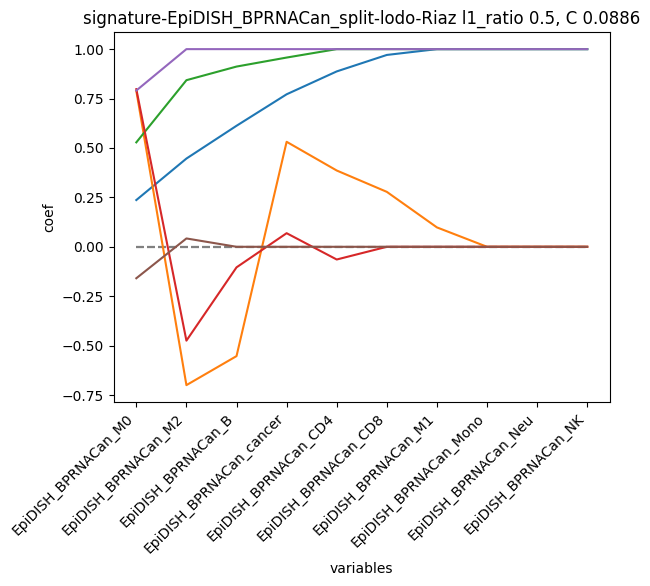 signature-EpiDISH_BPRNACan_split-lodo-Riaz l1_ratio 0.5, C 0.0886
1.00
0.75
0.50
0.25
0.00
-0.25
-0.50
-0.75
coef
EpiDISH_BPRNACan_M0
EpiDISH_BPRNACan_M2
EpiDISH_BPRNACan_B
EpiDISH_BPRNACan_cancer
EpiDISH_BPRNACan_CD4
EpiDISH_BPRNACan_CD8
EpiDISH_BPRNACan_M1
EpiDISH_BPRNACan_Mono
EpiDISH_BPRNACan_Neu
EpiDISH_BPRNACan_NK
variables